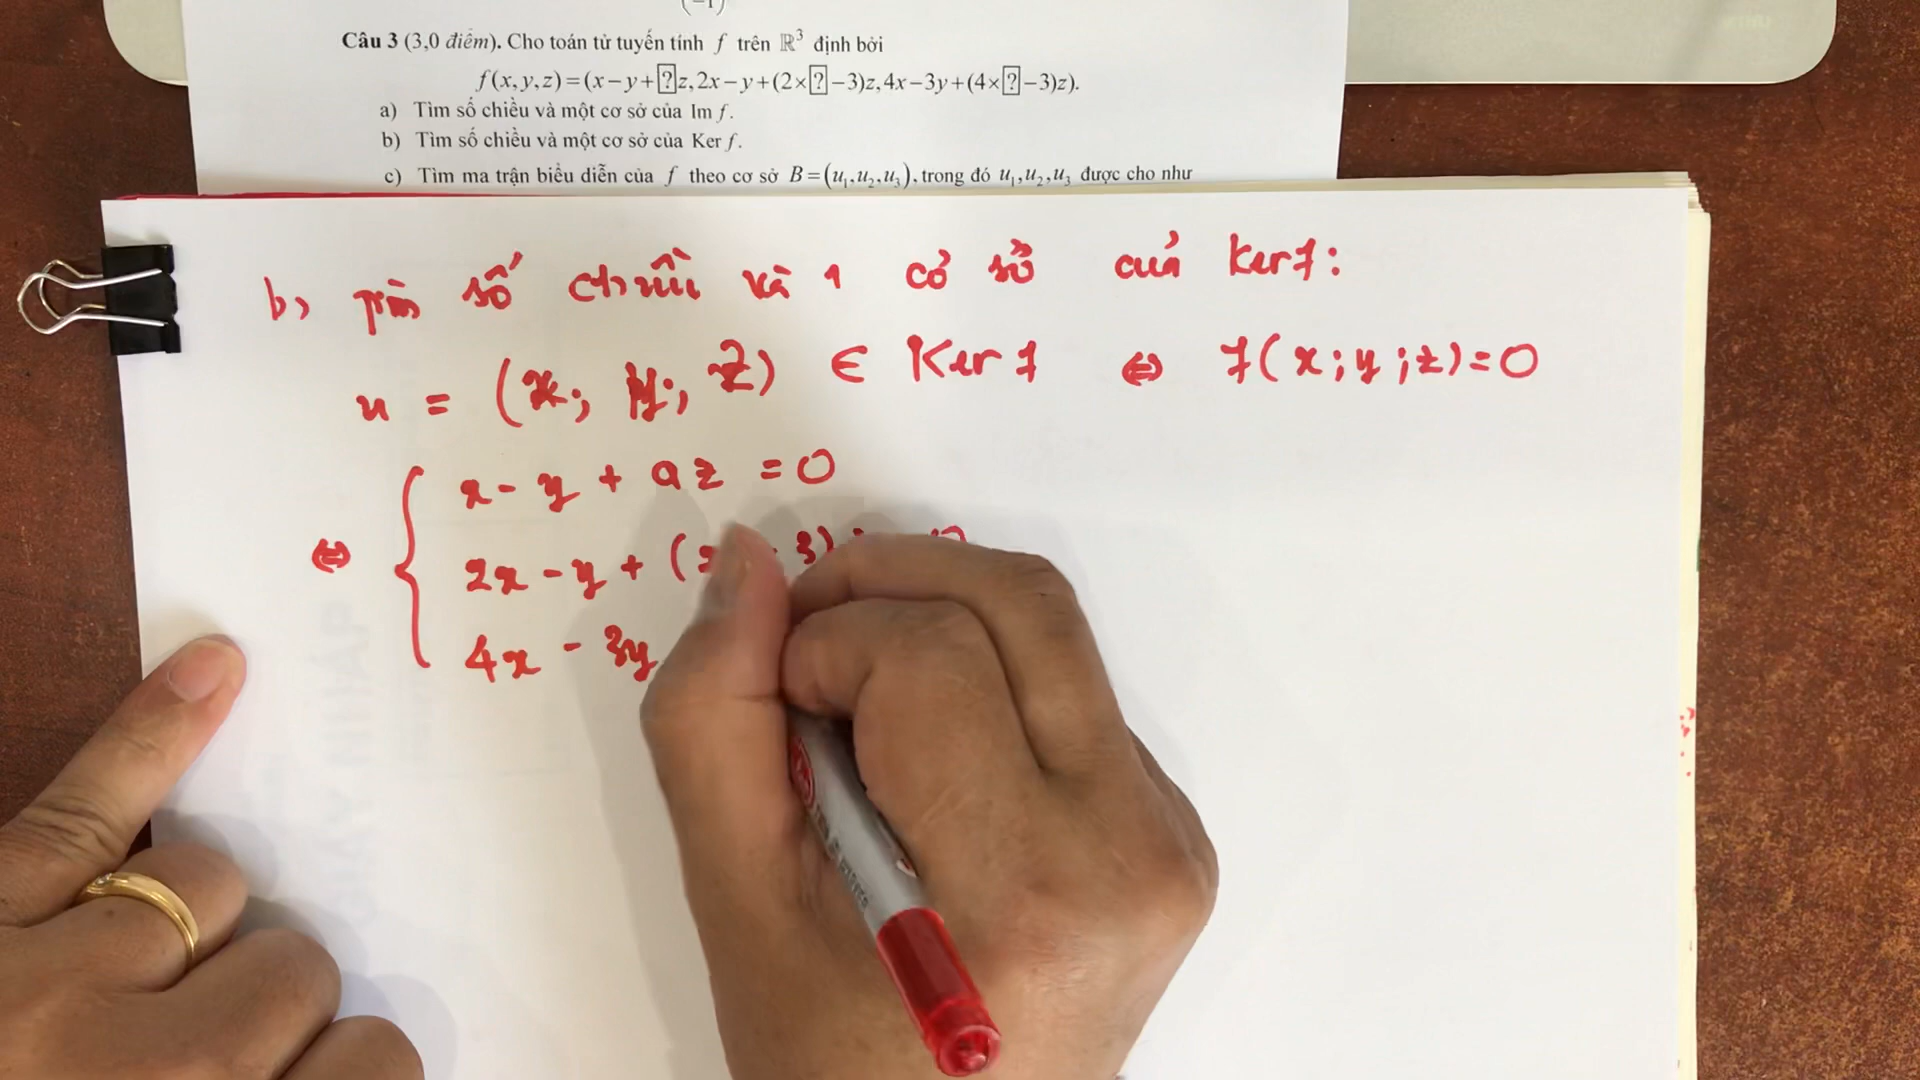 Câu 3 (3,0 điểm). Cho toán tử tuyến tính f trên ℝ³ định bởi
f(x, y, z) = (x − y + ?z, 2x − y + (2 × ? − 3)z, 4x − 3y + (4 × ? − 3)z).
a) Tìm số chiều và một cơ sở của Im f.
b) Tìm số chiều và một cơ sở của Ker f.
c) Tìm ma trận biểu diễn của f theo cơ sở B = (u₁, u₂, u₃), trong đó u₁, u₂, u₃ được cho như
b) Tìm số chiều và 1 cơ sở của Ker f:
u = (x; y; z) ∈ Ker f ⇔ f(x; y; z) = 0
x − y + az = 0
⇔ 2x − y + (2 3)
4x − 3y